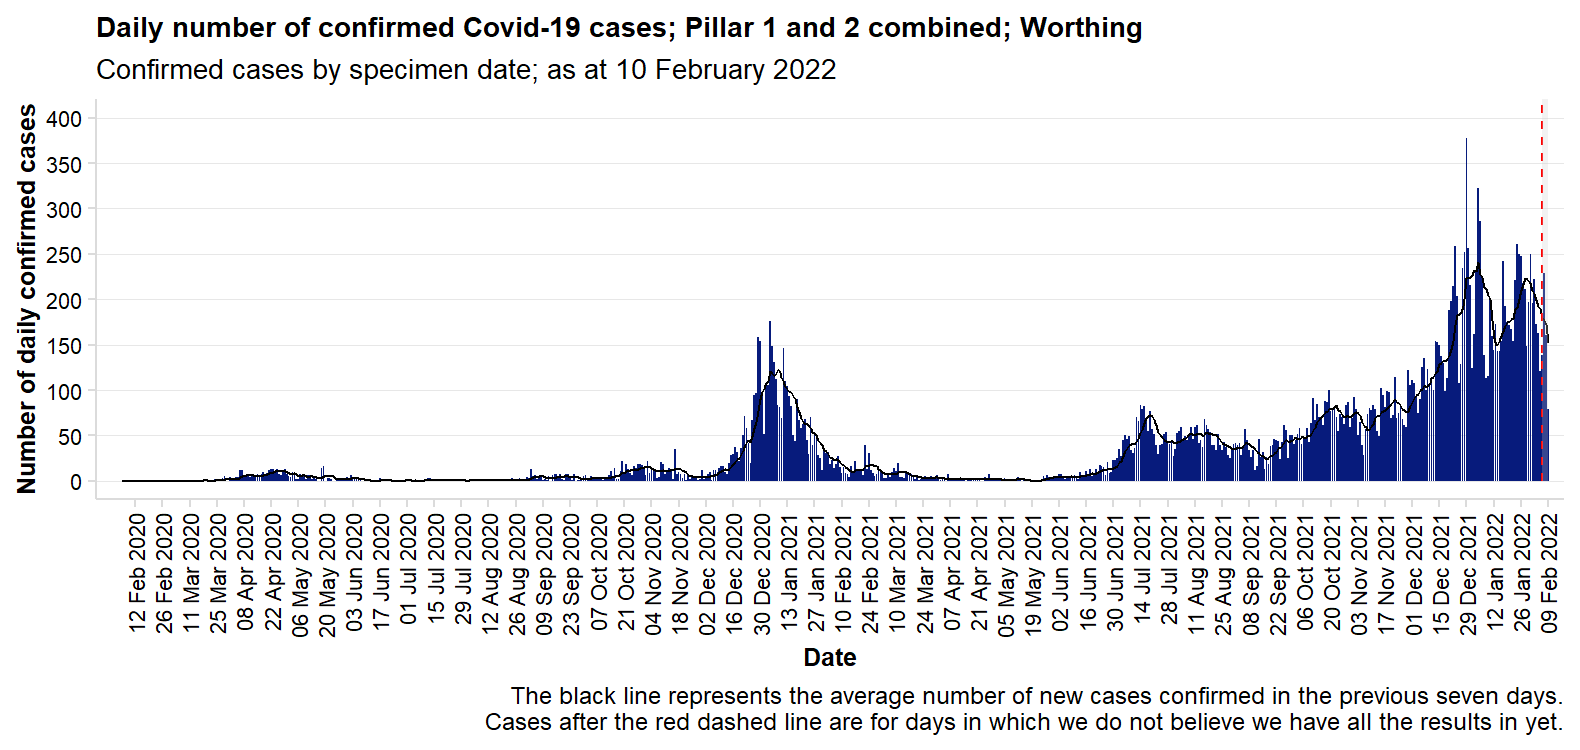 Daily number of confirmed Covid-19 cases; Pillar 1 and 2 combined; Worthing
Confirmed cases by specimen date; as at 10 February 2022
Number of daily confirmed cases
400
350
300
250
200
150
100
50
0
12 Feb 2020
26 Feb 2020
11 Mar 2020
25 Mar 2020
08 Apr 2020
22 Apr 2020
06 May 2020
20 May 2020
03 Jun 2020
17 Jun 2020
01 Jul 2020
15 Jul 2020
29 Jul 2020
12 Aug 2020
26 Aug 2020
09 Sep 2020
23 Sep 2020
07 Oct 2020
21 Oct 2020
04 Nov 2020
18 Nov 2020
02 Dec 2020
16 Dec 2020
30 Dec 2020
13 Jan 2021
27 Jan 2021
10 Feb 2021
24 Feb 2021
10 Mar 2021
24 Mar 2021
07 Apr 2021
21 Apr 2021
05 May 2021
19 May 2021
02 Jun 2021
16 Jun 2021
30 Jun 2021
14 Jul 2021
28 Jul 2021
11 Aug 2021
25 Aug 2021
08 Sep 2021
22 Sep 2021
06 Oct 2021
20 Oct 2021
03 Nov 2021
17 Nov 2021
01 Dec 2021
15 Dec 2021
29 Dec 2021
12 Jan 2022
26 Jan 2022
09 Feb 2022
Date
The black line represents the average number of new cases confirmed in the previous seven days.
Cases after the red dashed line are for days in which we do not believe we have all the results in yet.